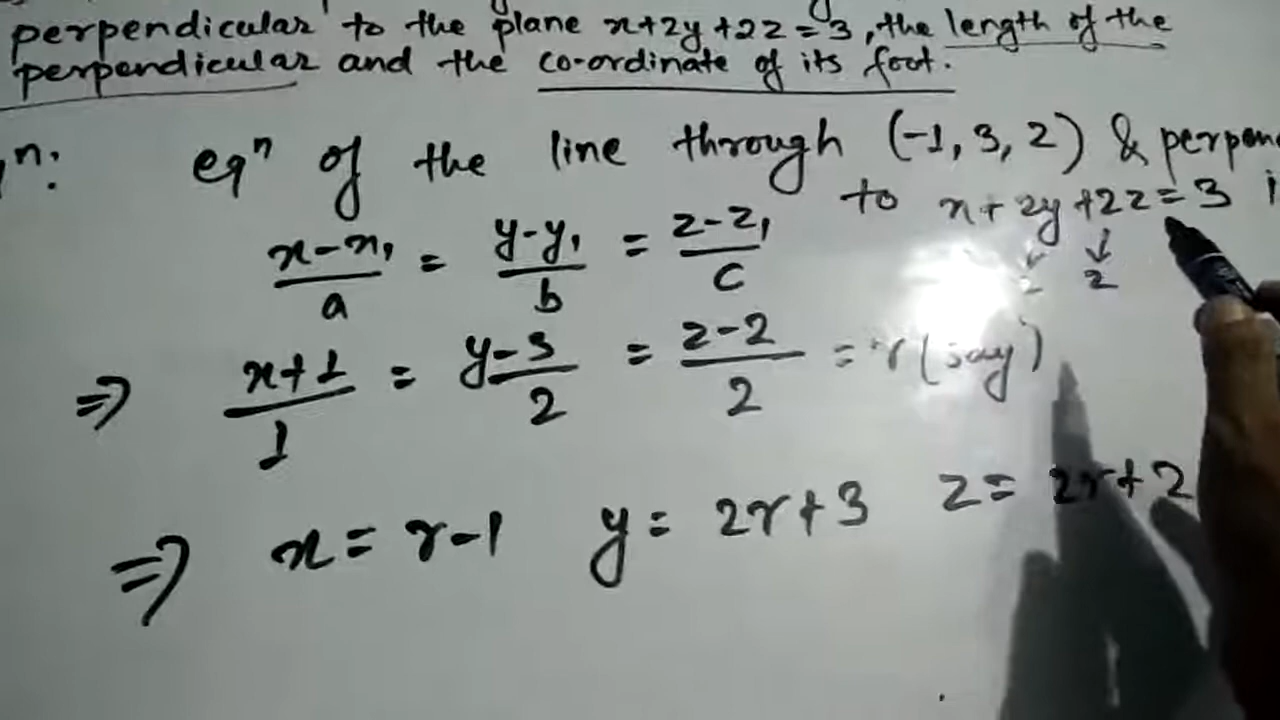 perpendicular to the plane x+2y+2z=3, the length of the
perpendicular and the co-ordinate of its foot.
n: eqⁿ of the line through (-1, 3, 2) & perpen
to x+2y+2z=3 i
2
x-x₁/a = y-y₁/b = z-z₁/c
⇒ x+1/1 = y-3/2 = z-2/2 = r (say)
⇒ x = r-1 y = 2r+3 z = 2r+2